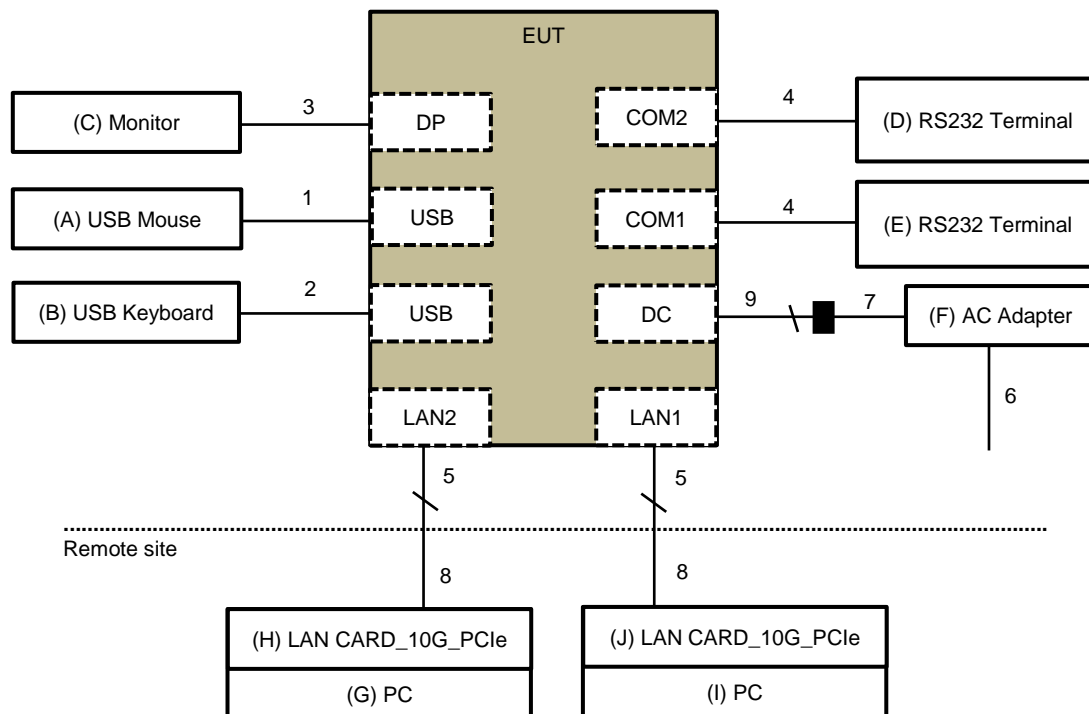 EUT
3
4
(C) Monitor
DP
COM2
(D) RS232 Terminal
1
4
(A) USB Mouse
USB
COM1
(E) RS232 Terminal
2
9
7
(B) USB Keyboard
USB
DC
(F) AC Adapter
6
LAN2
LAN1
5
5
Remote site
8
8
(H) LAN CARD_10G_PCIe
(J) LAN CARD_10G_PCIe
(G) PC
(I) PC